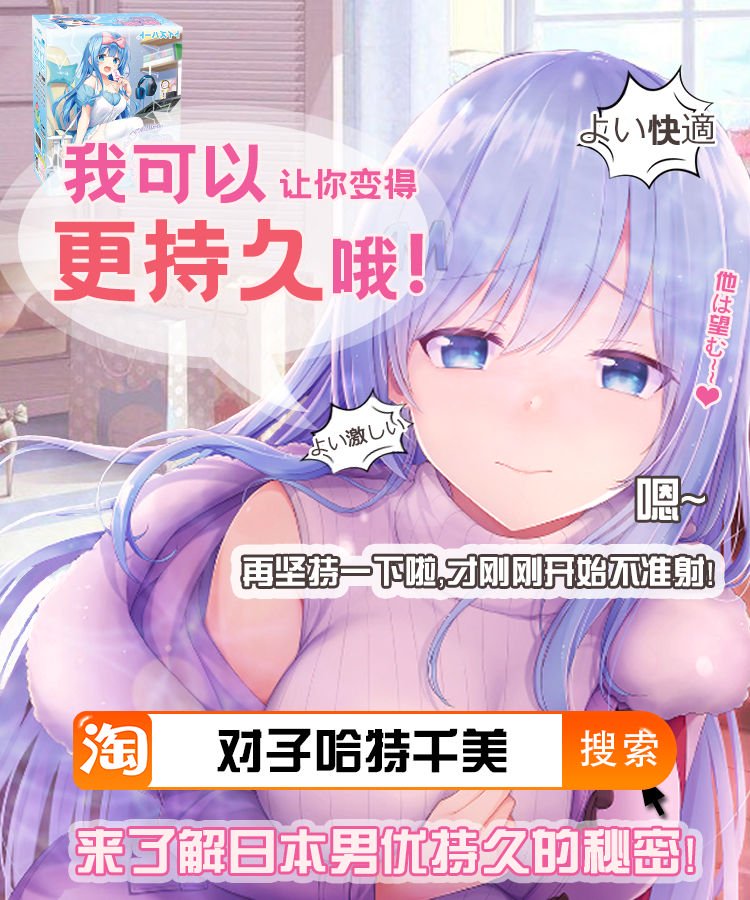 よい快適
我可以 让你变得
更持久哦!
他は望む~~❤
よい激しい
嗯~
再坚持一下啦,才刚刚开始不准射!
淘 对子哈特千美 搜索
来了解日本男优持久的秘密!